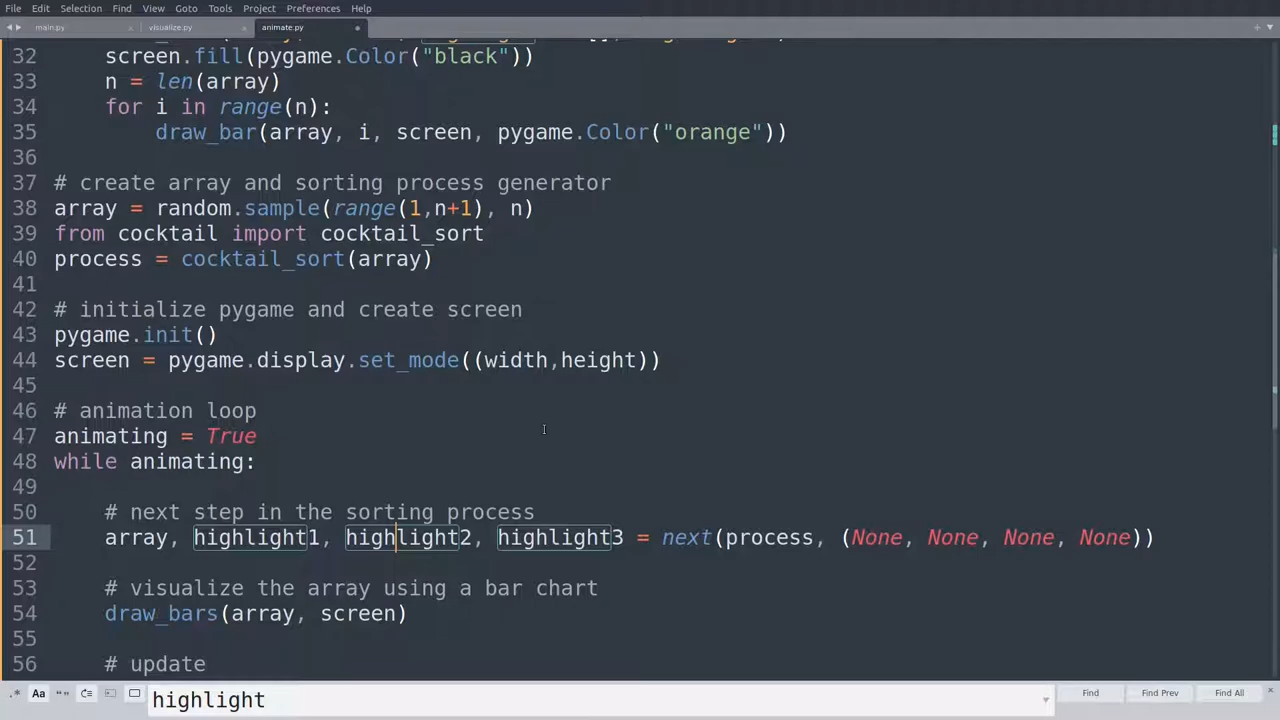 File Edit Selection Find View Goto Tools Project Preferences Help
main.py visualize.py animate.py
32 screen.fill(pygame.Color("black"))
33 n = len(array)
34 for i in range(n):
35 draw_bar(array, i, screen, pygame.Color("orange"))
36
37 # create array and sorting process generator
38 array = random.sample(range(1,n+1), n)
39 from cocktail import cocktail_sort
40 process = cocktail_sort(array)
41
42 # initialize pygame and create screen
43 pygame.init()
44 screen = pygame.display.set_mode((width,height))
45
46 # animation loop
47 animating = True
48 while animating:
49
50 # next step in the sorting process
51 array, highlight1, highlight2, highlight3 = next(process, (None, None, None, None))
52
53 # visualize the array using a bar chart
54 draw_bars(array, screen)
55
56 # update
.* Aa "" highlight Find Find Prev Find All